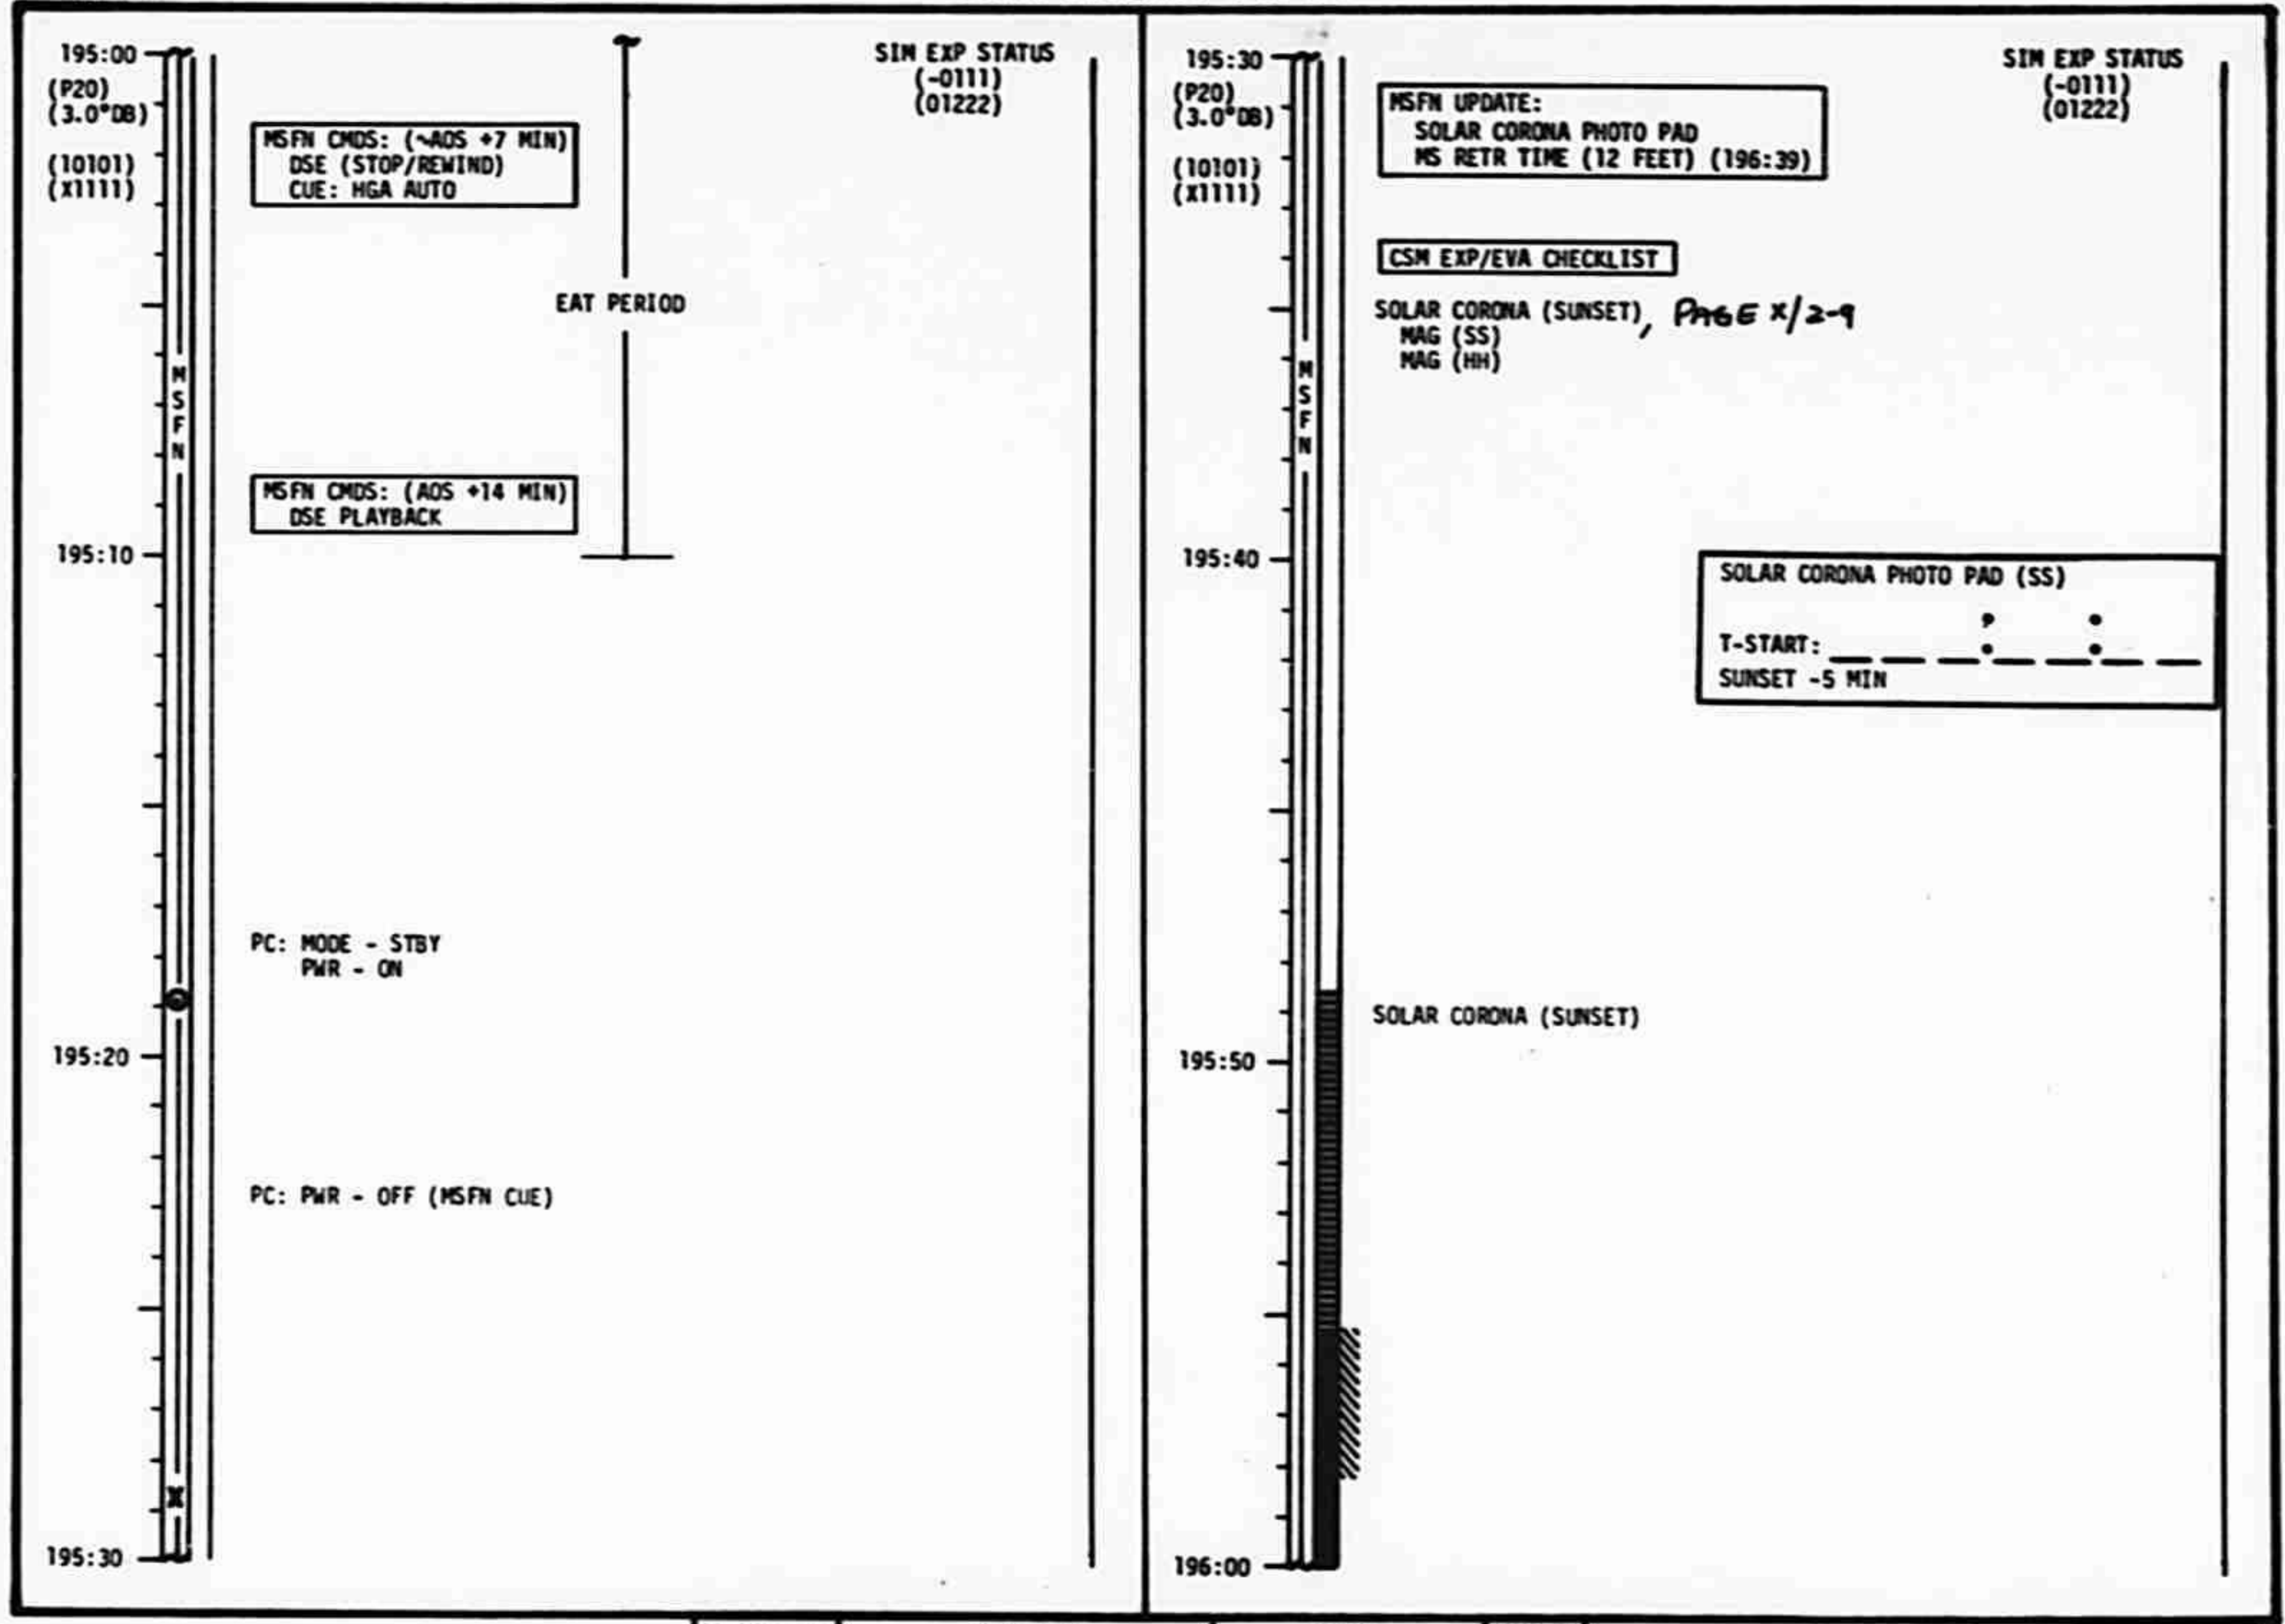 195:00
(P20)
(3.0°DB)
(10101)
(X1111)
SIM EXP STATUS
(-0111)
(01222)
MSFN CMDS: (~AOS +7 MIN)
DSE (STOP/REWIND)
CUE: HGA AUTO
EAT PERIOD
MSFN
MSFN CMDS: (AOS +14 MIN)
DSE PLAYBACK
195:10
PC: MODE - STBY
PWR - ON
195:20
PC: PWR - OFF (MSFN CUE)
X
195:30
195:30
(P20)
(3.0°DB)
(10101)
(X1111)
SIM EXP STATUS
(-0111)
(01222)
MSFN UPDATE:
SOLAR CORONA PHOTO PAD
MS RETR TIME (12 FEET) (196:39)
CSM EXP/EVA CHECKLIST
SOLAR CORONA (SUNSET), PAGE X/2-9
MAG (SS)
MAG (HH)
MSFN
195:40
SOLAR CORONA PHOTO PAD (SS)
: :
T-START: _ _ _ : _ _ : _ _
SUNSET -5 MIN
SOLAR CORONA (SUNSET)
195:50
196:00